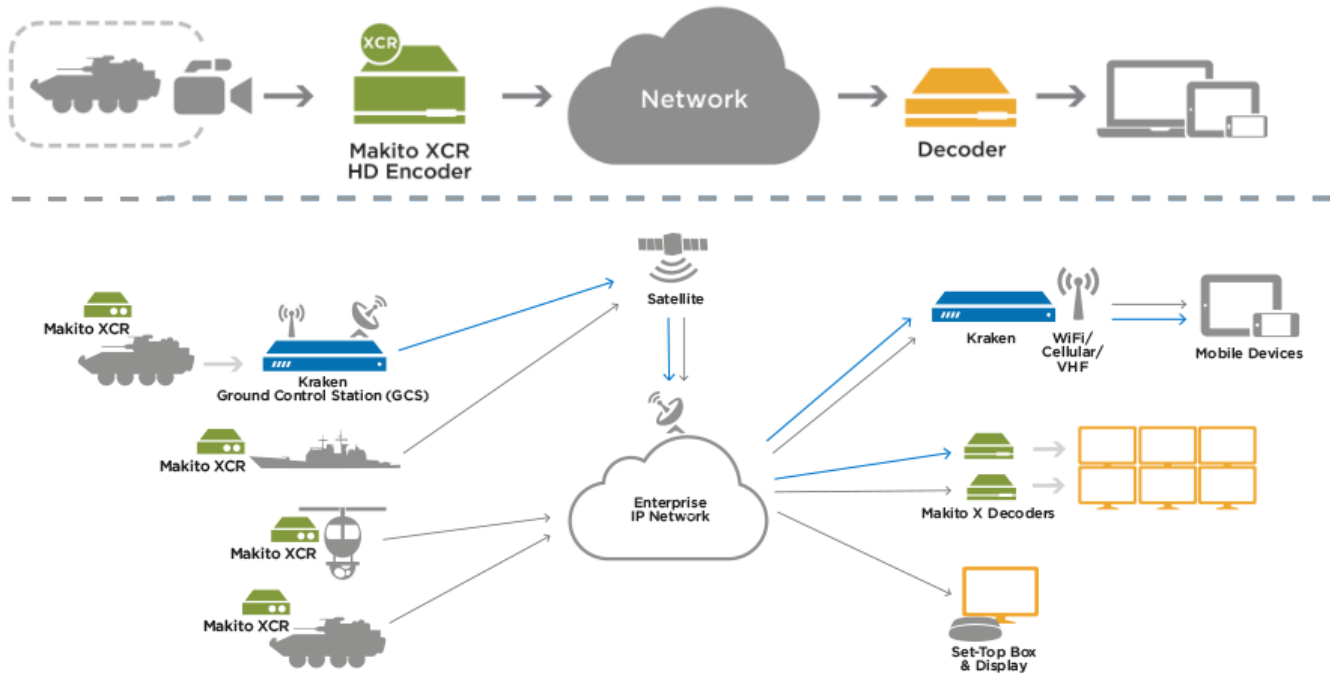 XCR
Makito XCR
HD Encoder
Network
Decoder
Satellite
Makito XCR
Kraken
Ground Control Station (GCS)
Kraken
WiFi/
Cellular/
VHF
Mobile Devices
Makito XCR
Enterprise
IP Network
Makito X Decoders
Makito XCR
Makito XCR
Set-Top Box
& Display